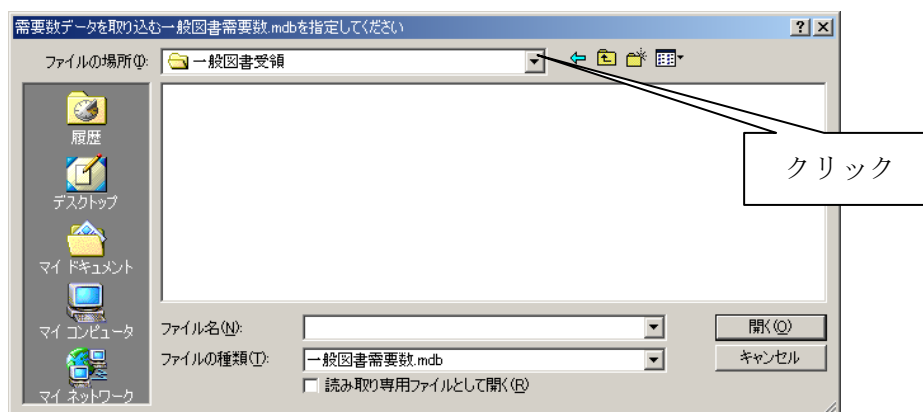 需要数データを取り込む一般図書需要数.mdbを指定してください
ファイルの場所(I):
一般図書受領
クリック
履歴
デスクトップ
マイ ドキュメント
マイ コンピュータ
マイ ネットワーク
ファイル名(N):
開く(O)
ファイルの種類(T):
一般図書需要数.mdb
キャンセル
読み取り専用ファイルとして開く(R)